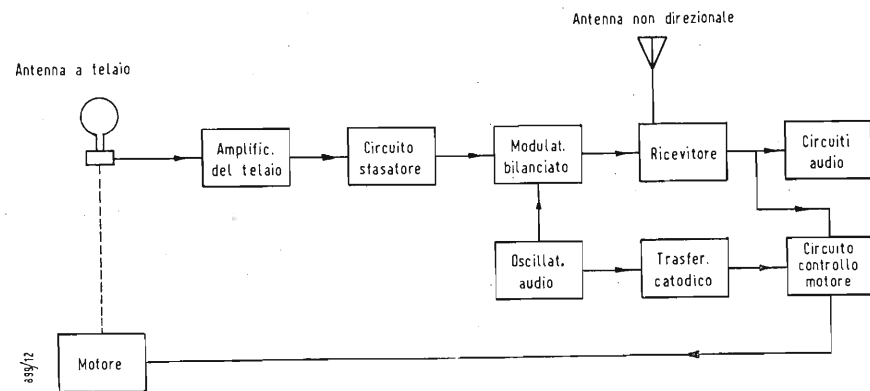 Antenna non direzionale
Antenna a telaio
Amplific.
del telaio
Circuito
sfasatore
Modulat.
bilanciato
Ricevitore
Circuiti
audio
Oscillat.
audio
Trasfer.
catodico
Circuito
controllo
motore
Motore
899/12